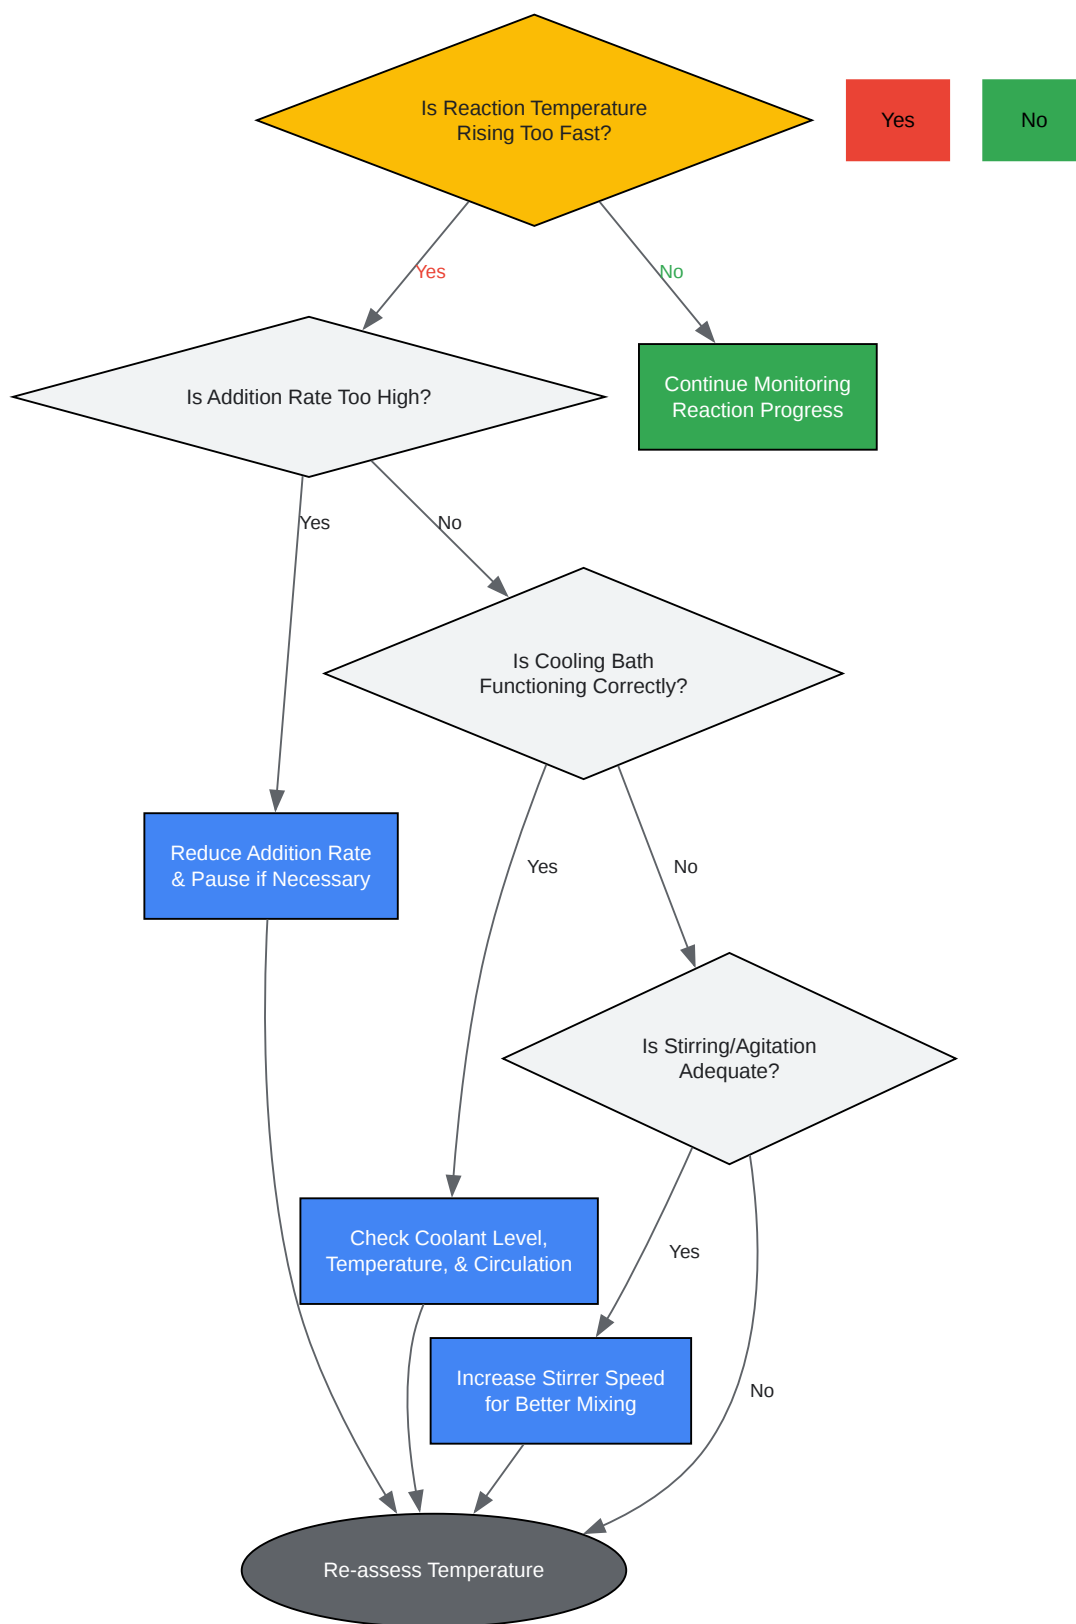 Is Reaction Temperature
Rising Too Fast?
Yes
No
Yes
No
Is Addition Rate Too High?
Continue Monitoring
Reaction Progress
Yes
No
Is Cooling Bath
Functioning Correctly?
Reduce Addition Rate
& Pause if Necessary
Yes
No
Is Stirring/Agitation
Adequate?
Check Coolant Level,
Temperature, & Circulation
Yes
Increase Stirrer Speed
for Better Mixing
No
Re-assess Temperature